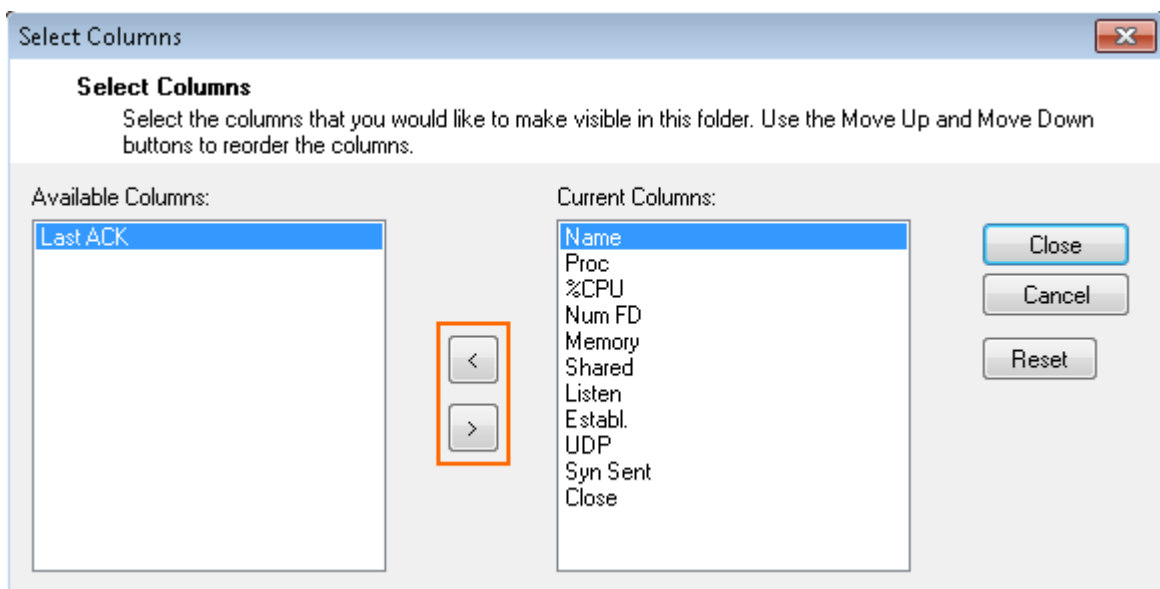 Select Columns
Select Columns
Select the columns that you would like to make visible in this folder. Use the Move Up and Move Down
buttons to reorder the columns.
Available Columns:
Last ACK
<
>
Current Columns:
Name
Proc
%CPU
Num FD
Memory
Shared
Listen
Establ.
UDP
Syn Sent
Close
Close
Cancel
Reset